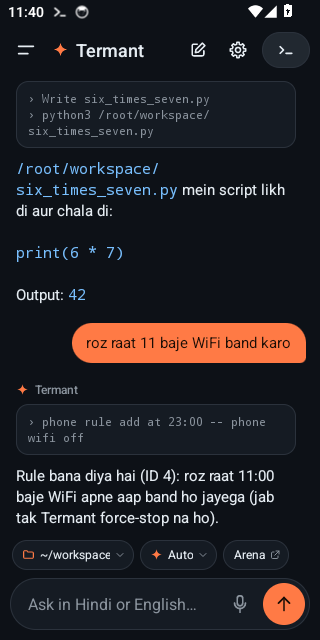 11:40
Termant
› Write six_times_seven.py
› python3 /root/workspace/
six_times_seven.py
/root/workspace/
six_times_seven.py mein script likh
di aur chala di:
print(6 * 7)
Output: 42
roz raat 11 baje WiFi band karo
Termant
› phone rule add at 23:00 -- phone
wifi off
Rule bana diya hai (ID 4): roz raat 11:00
baje WiFi apne aap band ho jayega (jab
tak Termant force-stop na ho).
~/workspace
Auto
Arena
Ask in Hindi or English...